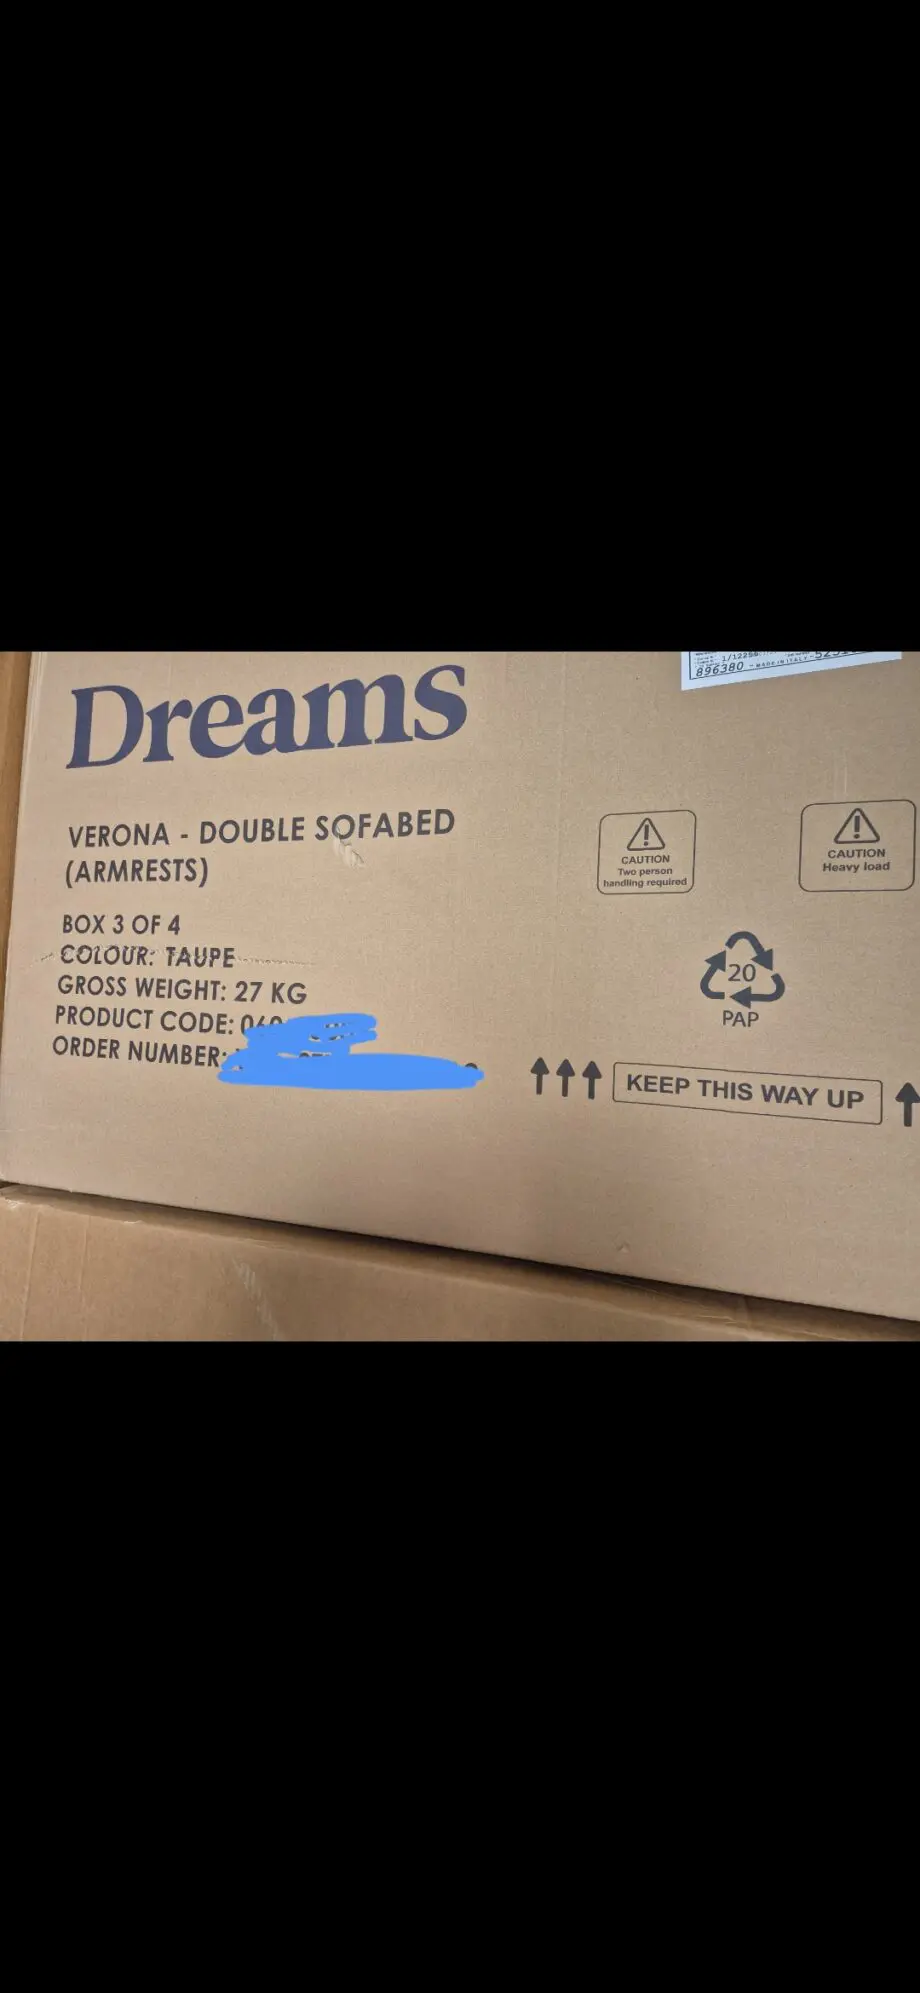 Dreams
896380 - MADE IN ITALY -
VERONA - DOUBLE SOFABED
(ARMRESTS)
BOX 3 OF 4
COLOUR: TAUPE
GROSS WEIGHT: 27 KG
PRODUCT CODE:
ORDER NUMBER:
CAUTION
Two person
handling required
CAUTION
Heavy load
20
PAP
KEEP THIS WAY UP